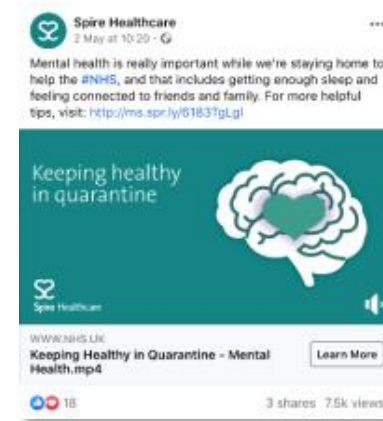 Spire Healthcare
2 May at 10:20 ·
Mental health is really important while we're staying home to
help the #NHS, and that includes getting enough sleep and
feeling connected to friends and family. For more helpful
tips, visit: http://ms.spr.ly/61837gLgl
Keeping healthy
in quarantine
Spire Healthcare
WWW.NHS.UK
Keeping Healthy in Quarantine – Mental
Health.mp4
Learn More
18
3 shares 7.5k views